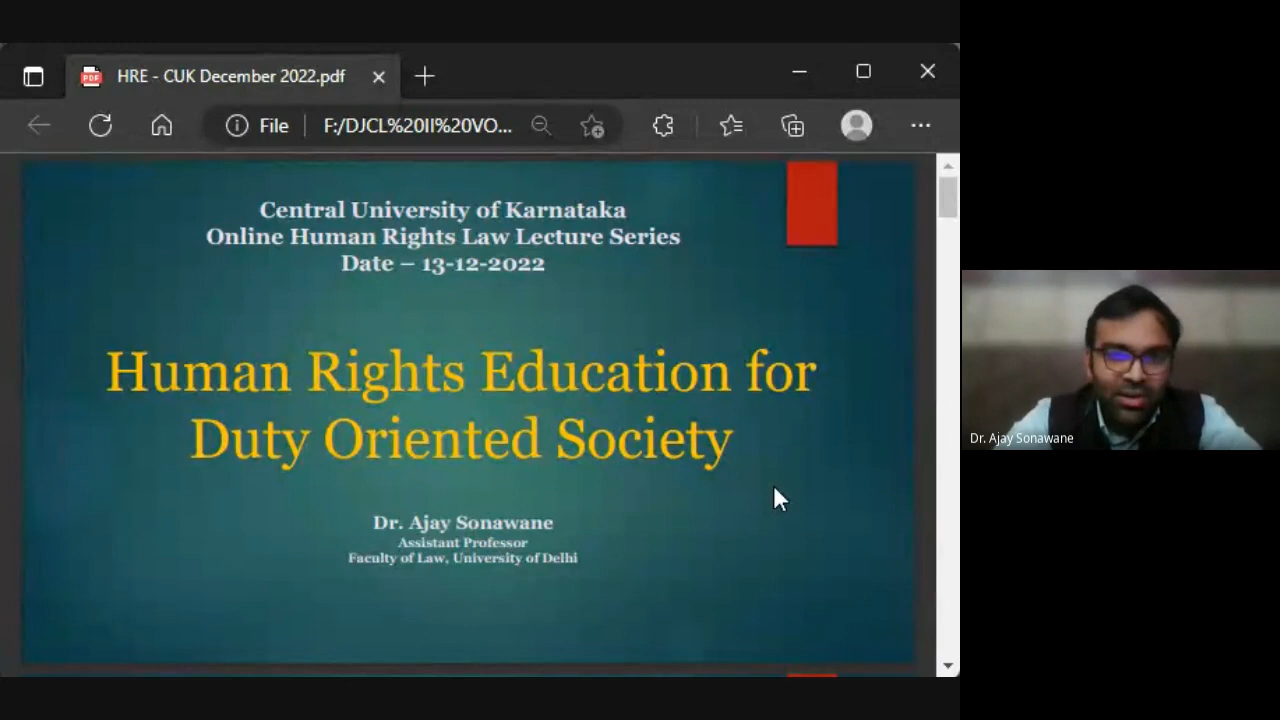 HRE - CUK December 2022.pdf
File
F:/DJCL%20II%20VO...
Central University of Karnataka
Online Human Rights Law Lecture Series
Date – 13-12-2022
Human Rights Education for
Duty Oriented Society
Dr. Ajay Sonawane
Assistant Professor
Faculty of Law, University of Delhi
Dr. Ajay Sonawane